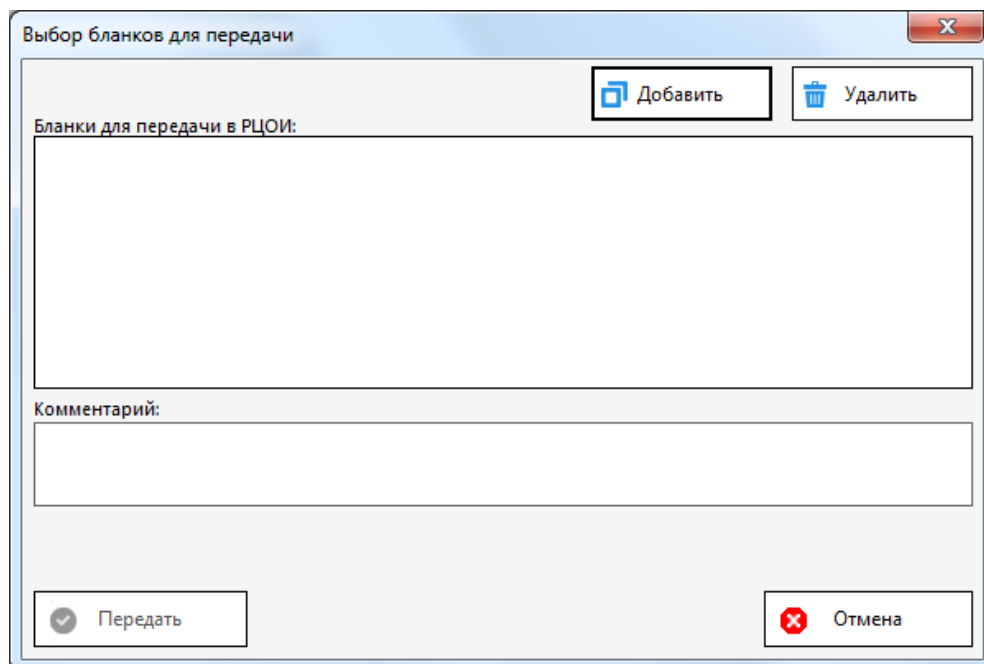 Выбор бланков для передачи
Добавить
Удалить
Бланки для передачи в РЦОИ:
Комментарий:
Передать
Отмена